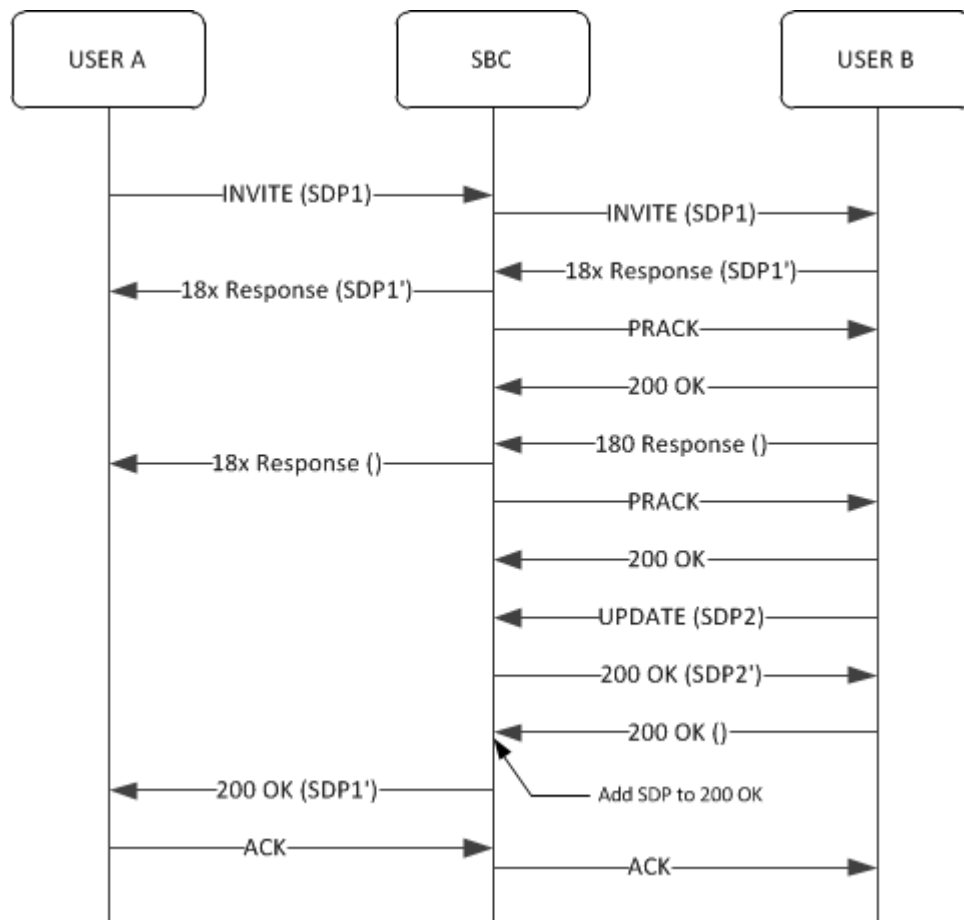 USER A
SBC
USER B
INVITE (SDP1)
INVITE (SDP1)
18x Response (SDP1')
18x Response (SDP1')
PRACK
200 OK
180 Response ()
18x Response ()
PRACK
200 OK
UPDATE (SDP2)
200 OK (SDP2')
200 OK ()
200 OK (SDP1')
Add SDP to 200 OK
ACK
ACK